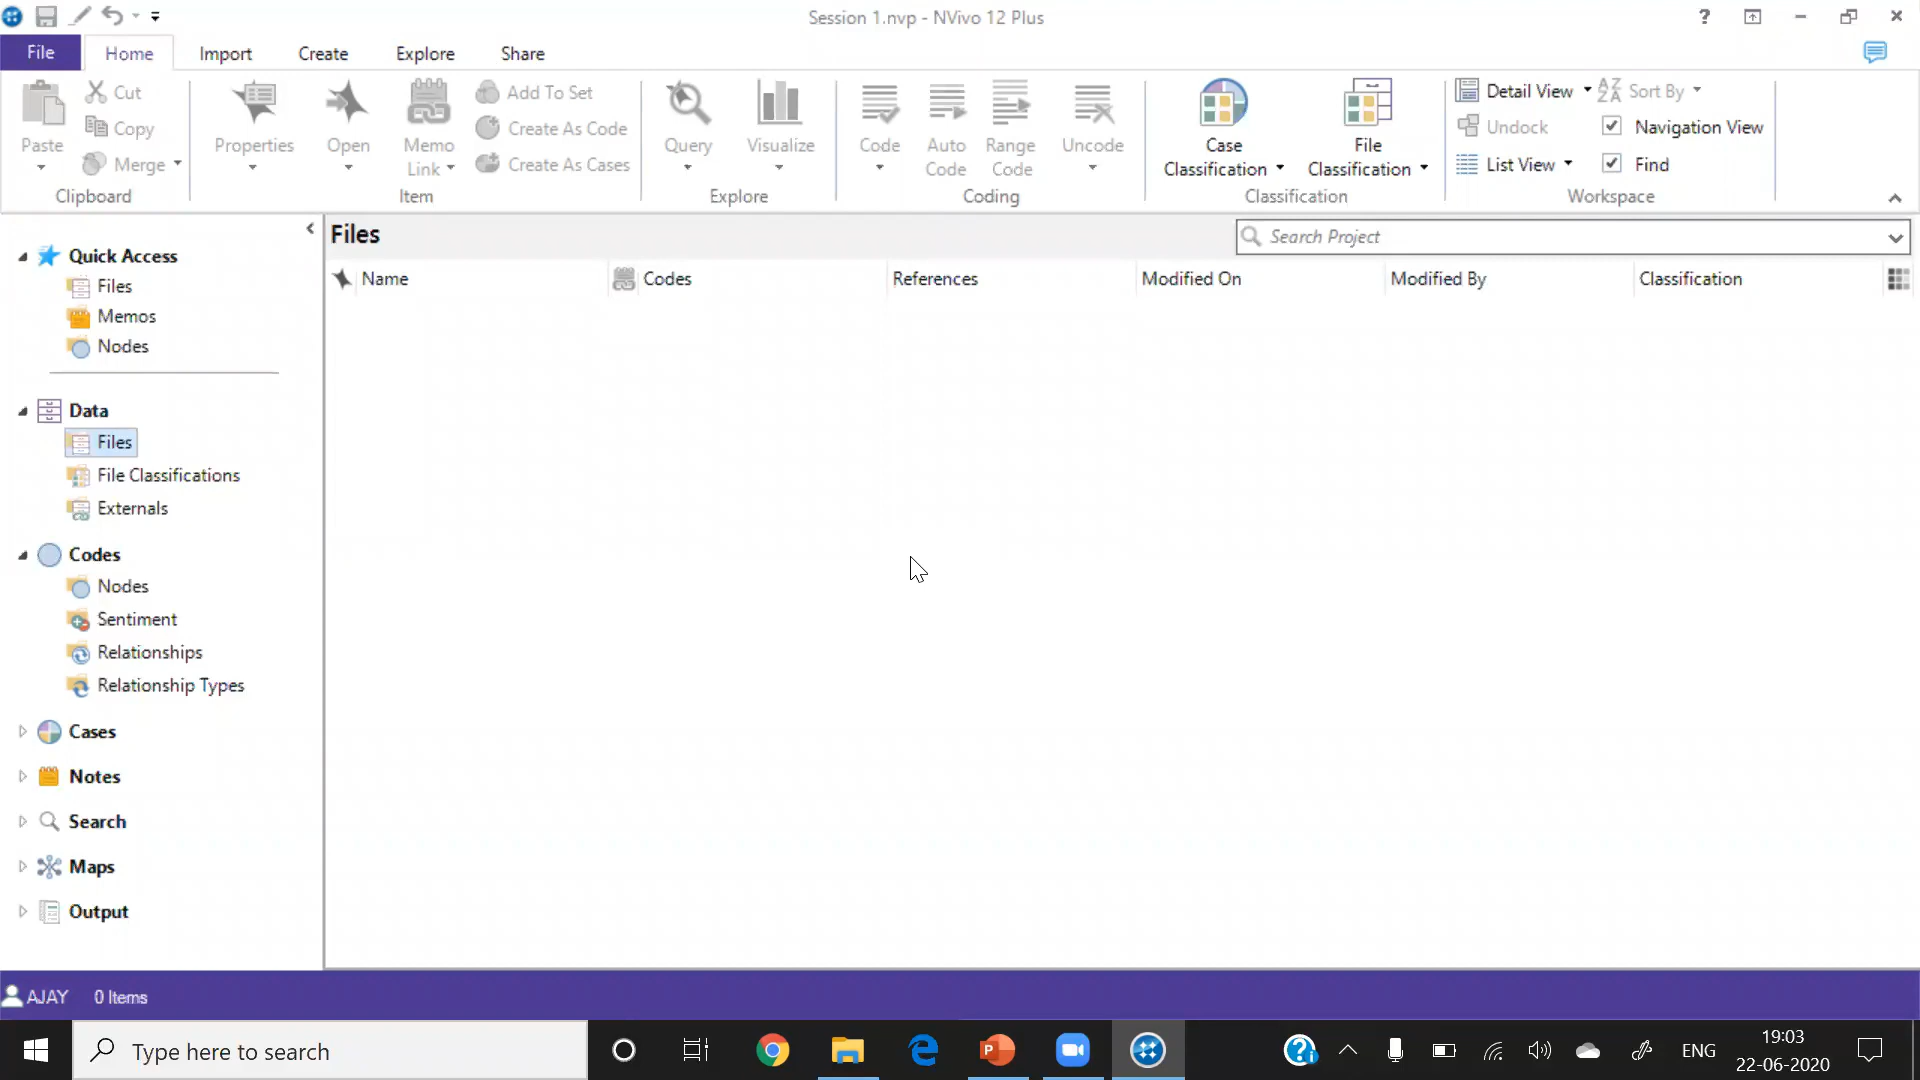 Session 1.nvp - NVivo 12 Plus
File Home Import Create Explore Share
Paste Cut Copy Merge
Clipboard
Properties Open Memo Link Add To Set Create As Code Create As Cases
Item
Query Visualize
Explore
Code Auto Code Range Code Uncode
Coding
Case Classification File Classification
Classification
Detail View Sort By
Undock Navigation View
List View Find
Workspace
Quick Access
Files
Memos
Nodes
Data
Files
File Classifications
Externals
Codes
Nodes
Sentiment
Relationships
Relationship Types
Cases
Notes
Search
Maps
Output
Files Search Project
Name Codes References Modified On Modified By Classification
AJAY 0 Items
Type here to search
ENG
19:03
22-06-2020